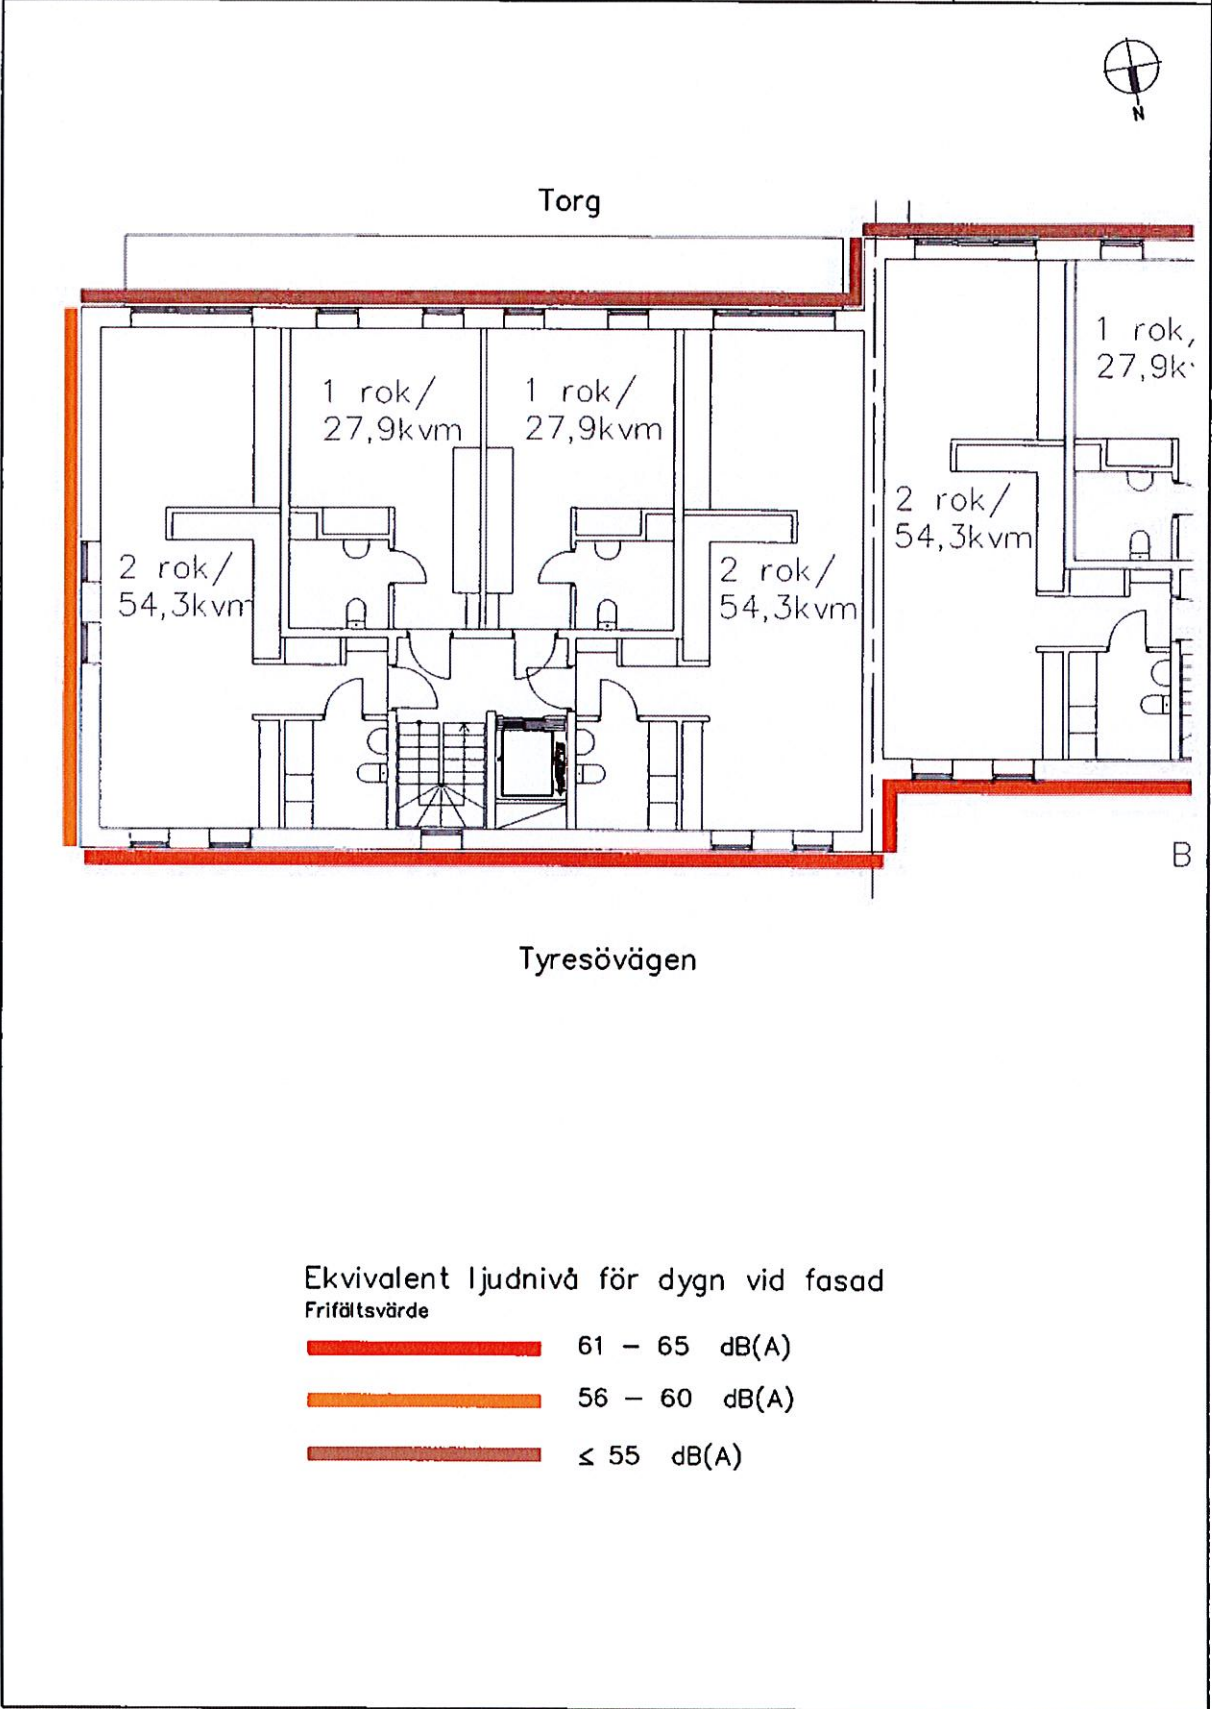 N
Torg
1 rok/
27,9kvm
1 rok/
27,9kvm
1 rok,
27,9k
2 rok/
54,3kvm
2 rok/
54,3kvm
2 rok/
54,3kvm
B
Tyresövägen
Ekvivalent ljudnivå för dygn vid fasad
Frifältsvärde
61 – 65 dB(A)
56 – 60 dB(A)
≤ 55 dB(A)